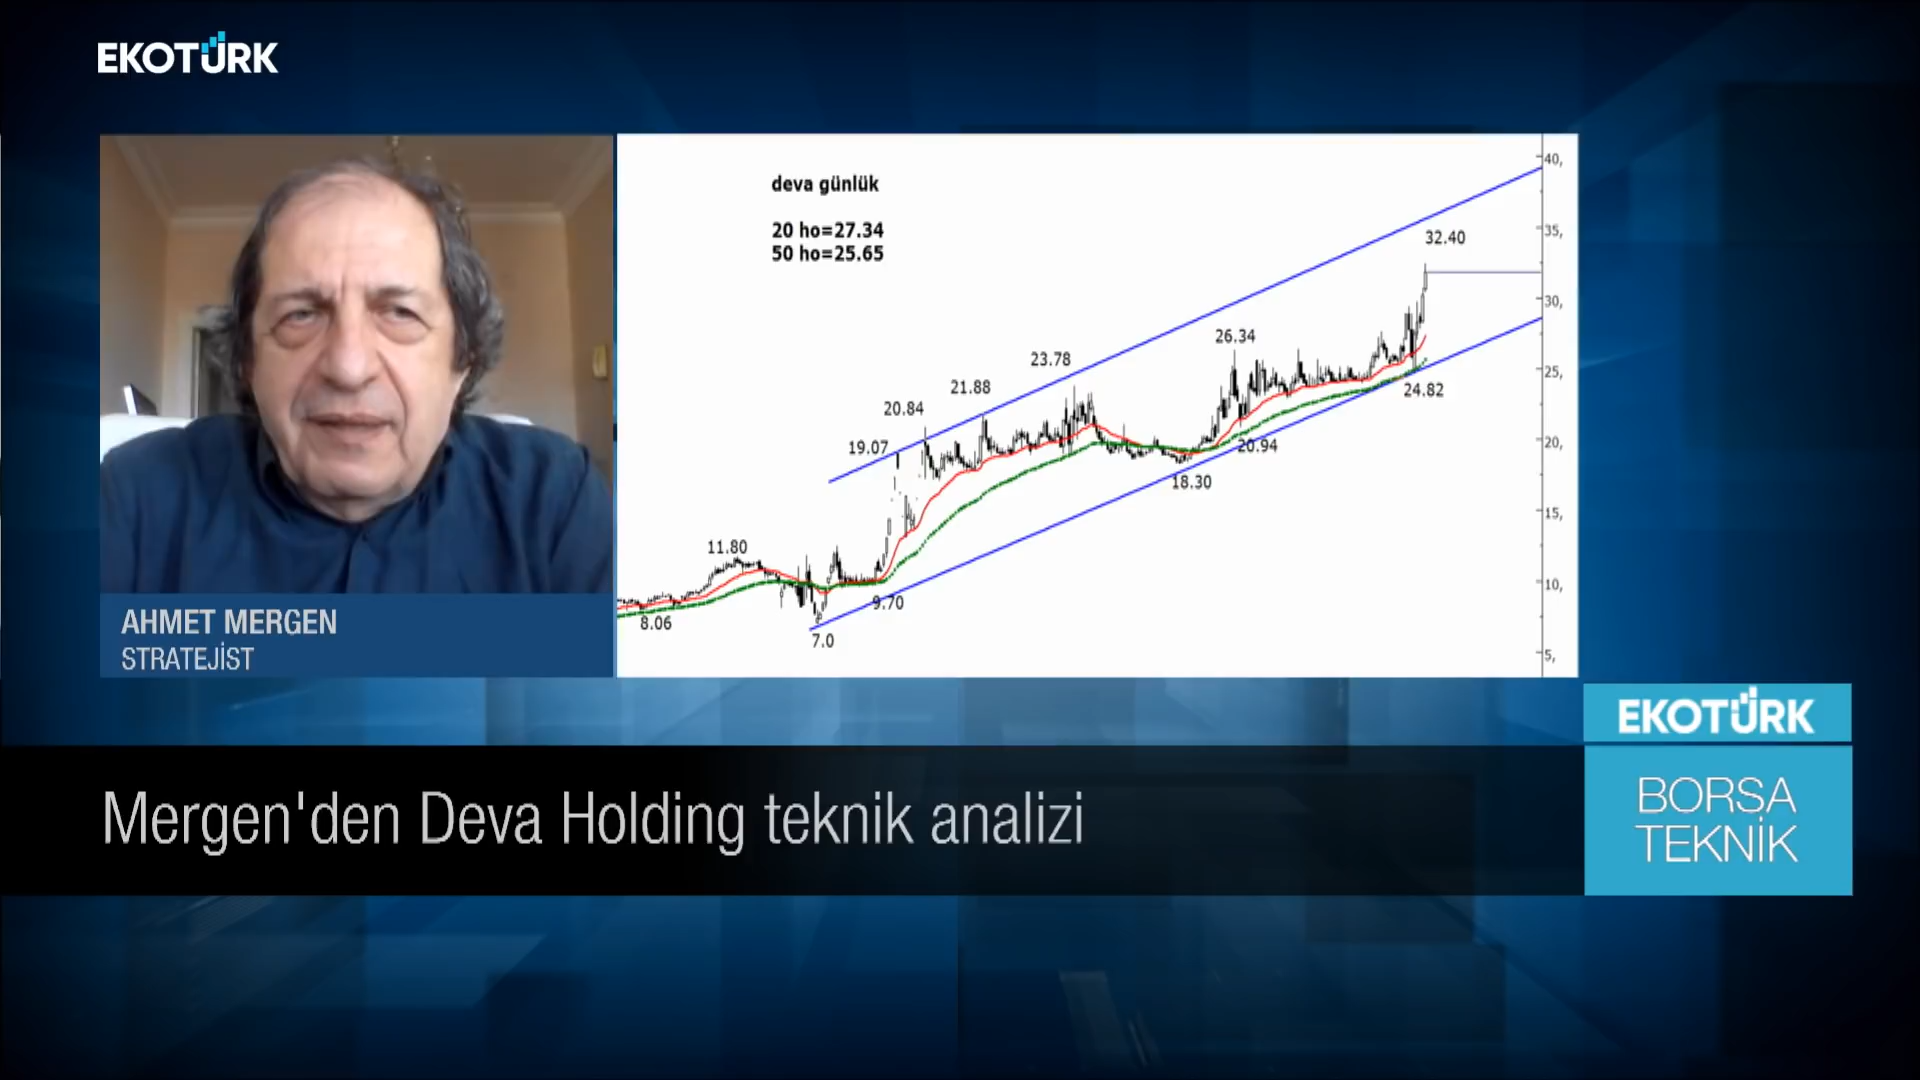 EKOTÜRK
deva günlük
20 ho=27.34
50 ho=25.65
40,
35,
30,
25,
20,
15,
10,
5,
32.40
26.34
23.78
21.88
20.84
19.07
24.82
20.94
18.30
11.80
9.70
8.06
7.0
AHMET MERGEN
STRATEJİST
EKOTÜRK
Mergen'den Deva Holding teknik analizi
BORSA
TEKNİK